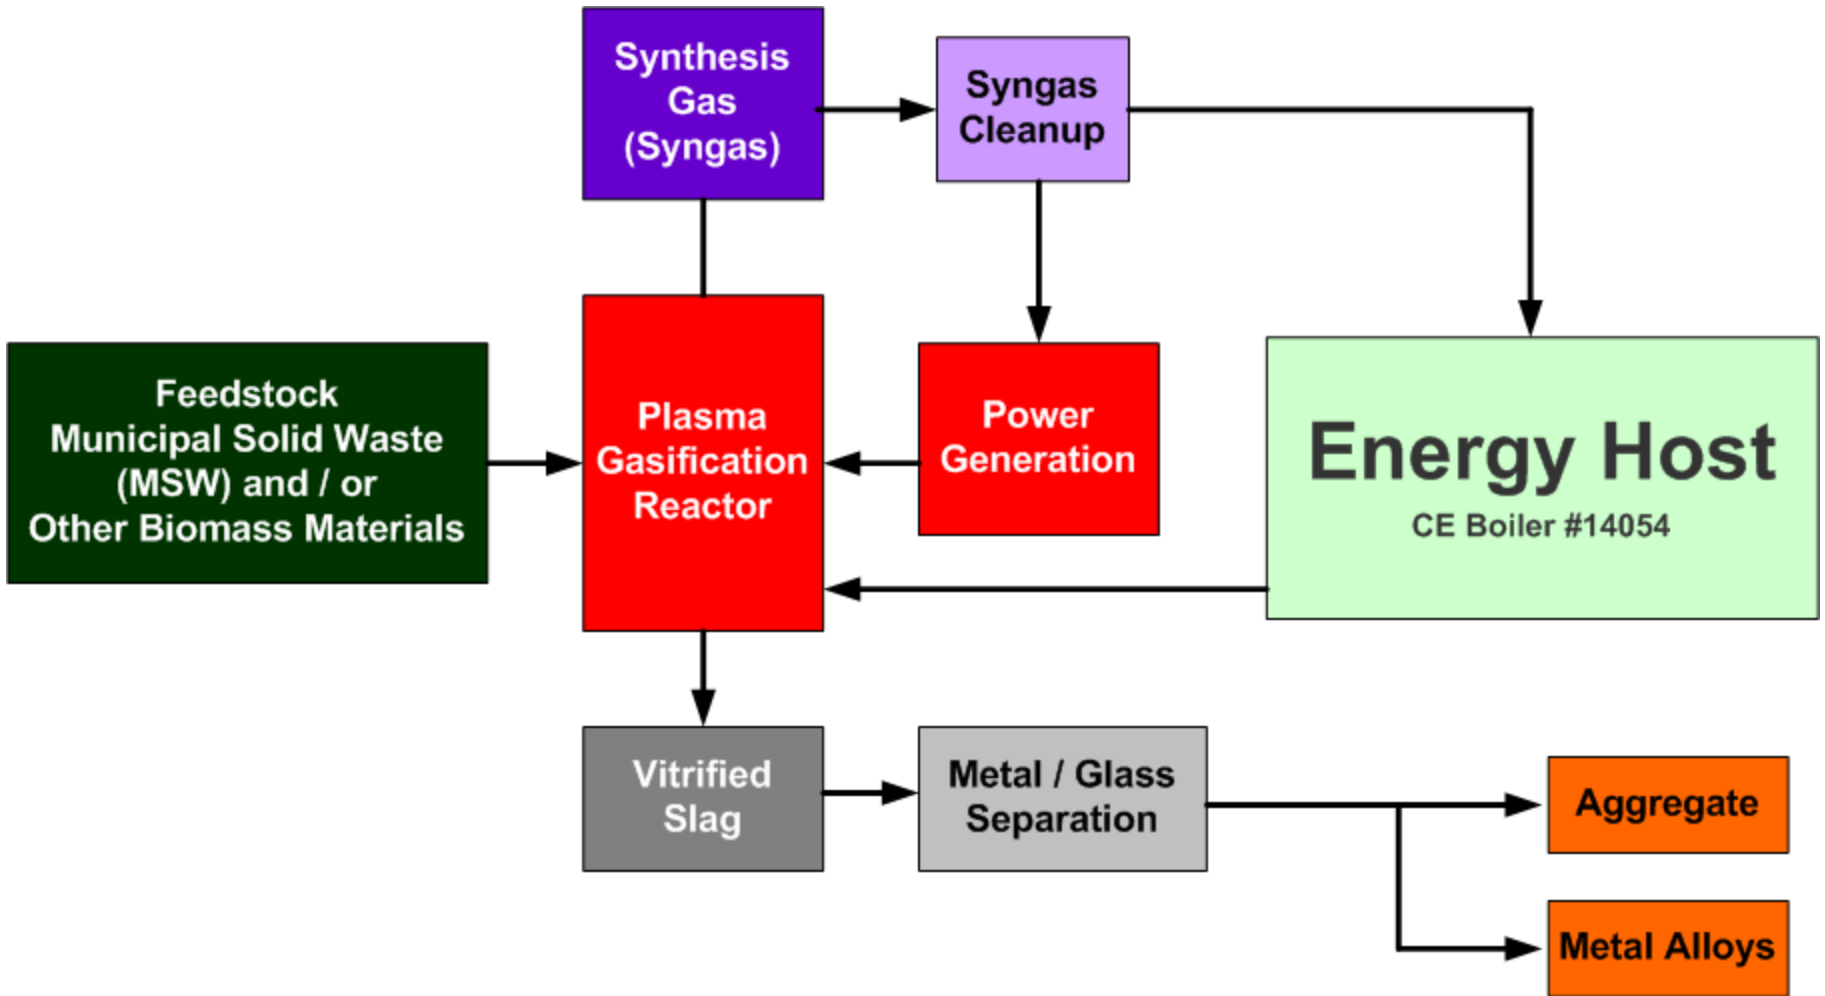 Synthesis
Gas
(Syngas)
Syngas
Cleanup
Feedstock
Municipal Solid Waste
(MSW) and / or
Other Biomass Materials
Plasma
Gasification
Reactor
Power
Generation
Energy Host
CE Boiler #14054
Vitrified
Slag
Metal / Glass
Separation
Aggregate
Metal Alloys